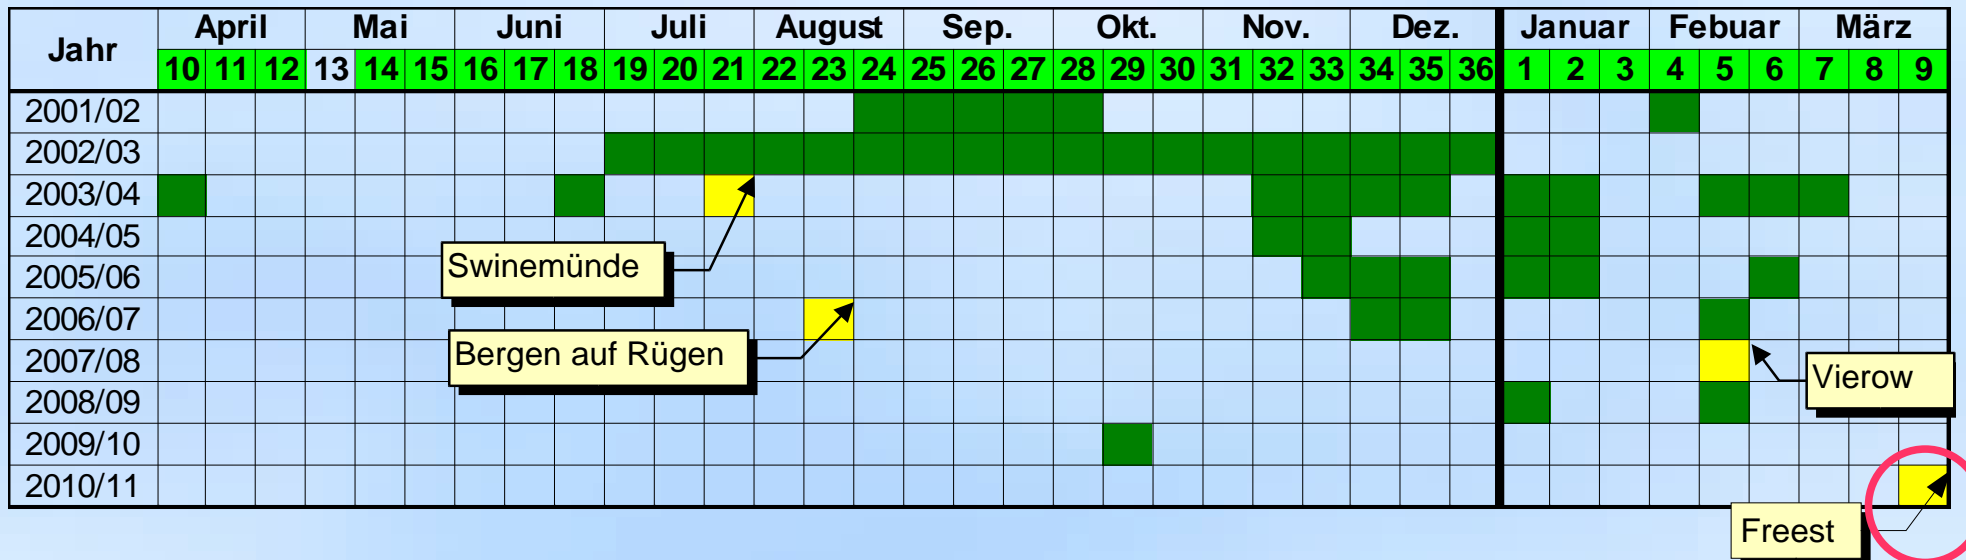 Jahr April Mai Juni Juli August Sep. Okt. Nov. Dez. Januar Febuar März
10 11 12 13 14 15 16 17 18 19 20 21 22 23 24 25 26 27 28 29 30 31 32 33 34 35 36 1 2 3 4 5 6 7 8 9
2001/02
2002/03
2003/04
2004/05
Swinemünde
2005/06
2006/07
Bergen auf Rügen
2007/08
Vierow
2008/09
2009/10
2010/11
Freest